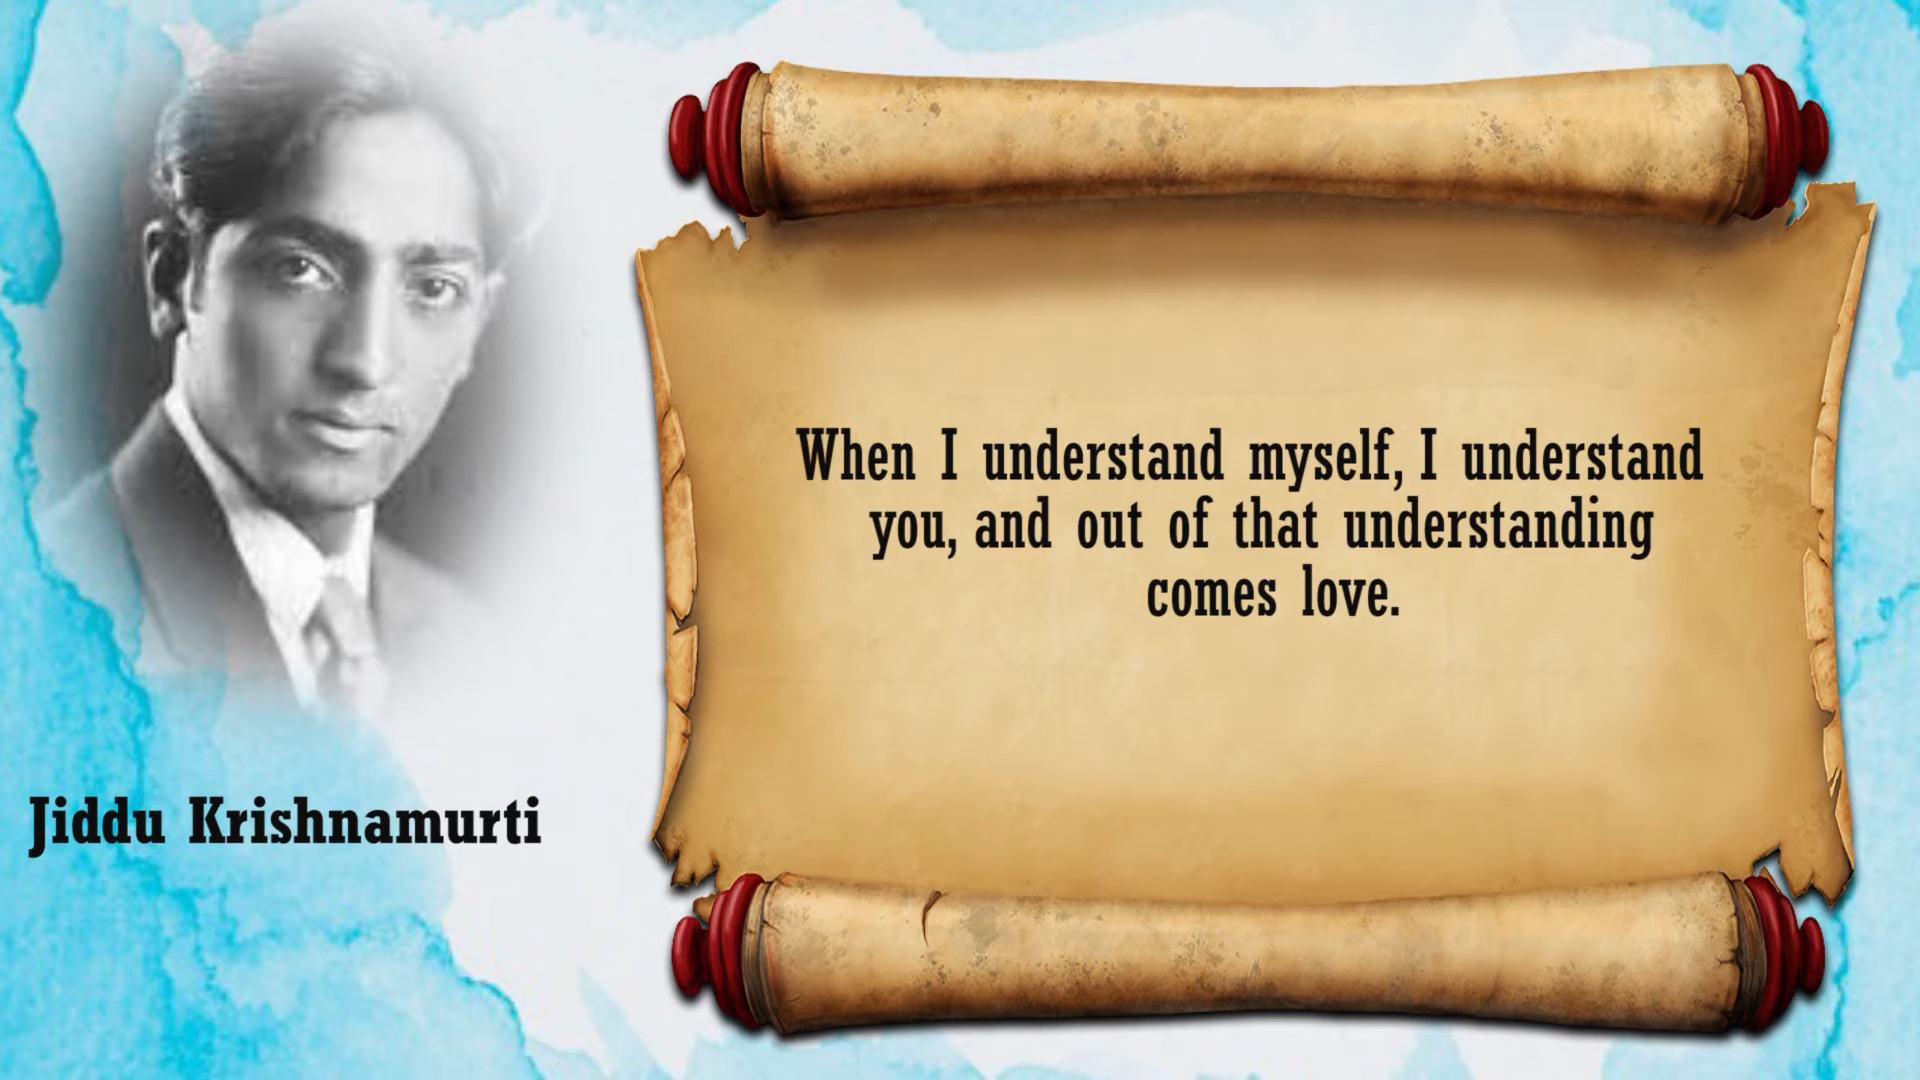 When I understand myself, I understand
you, and out of that understanding
comes love.
Jiddu Krishnamurti